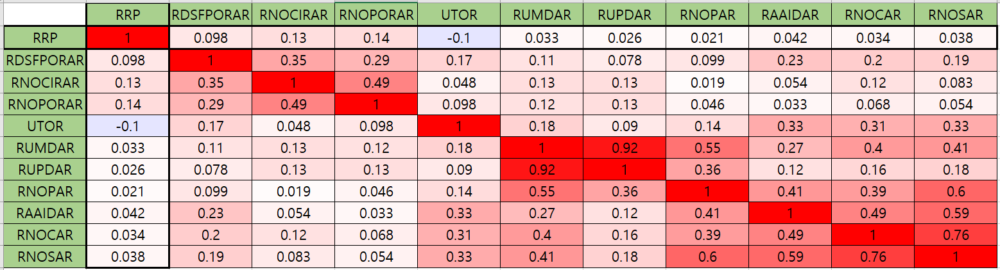 RRP RDSFPORAR RNOCIRAR RNOPORAR UTOR RUMDAR RUPDAR RNOPAR RAAIDAR RNOCAR RNOSAR
RRP 1 0.098 0.13 0.14 -0.1 0.033 0.026 0.021 0.042 0.034 0.038
RDSFPORAR 0.098 1 0.35 0.29 0.17 0.11 0.078 0.099 0.23 0.2 0.19
RNOCIRAR 0.13 0.35 1 0.49 0.048 0.13 0.13 0.019 0.054 0.12 0.083
RNOPORAR 0.14 0.29 0.49 1 0.098 0.12 0.13 0.046 0.033 0.068 0.054
UTOR -0.1 0.17 0.048 0.098 1 0.18 0.09 0.14 0.33 0.31 0.33
RUMDAR 0.033 0.11 0.13 0.12 0.18 1 0.92 0.55 0.27 0.4 0.41
RUPDAR 0.026 0.078 0.13 0.13 0.09 0.92 1 0.36 0.12 0.16 0.18
RNOPAR 0.021 0.099 0.019 0.046 0.14 0.55 0.36 1 0.41 0.39 0.6
RAAIDAR 0.042 0.23 0.054 0.033 0.33 0.27 0.12 0.41 1 0.49 0.59
RNOCAR 0.034 0.2 0.12 0.068 0.31 0.4 0.16 0.39 0.49 1 0.76
RNOSAR 0.038 0.19 0.083 0.054 0.33 0.41 0.18 0.6 0.59 0.76 1